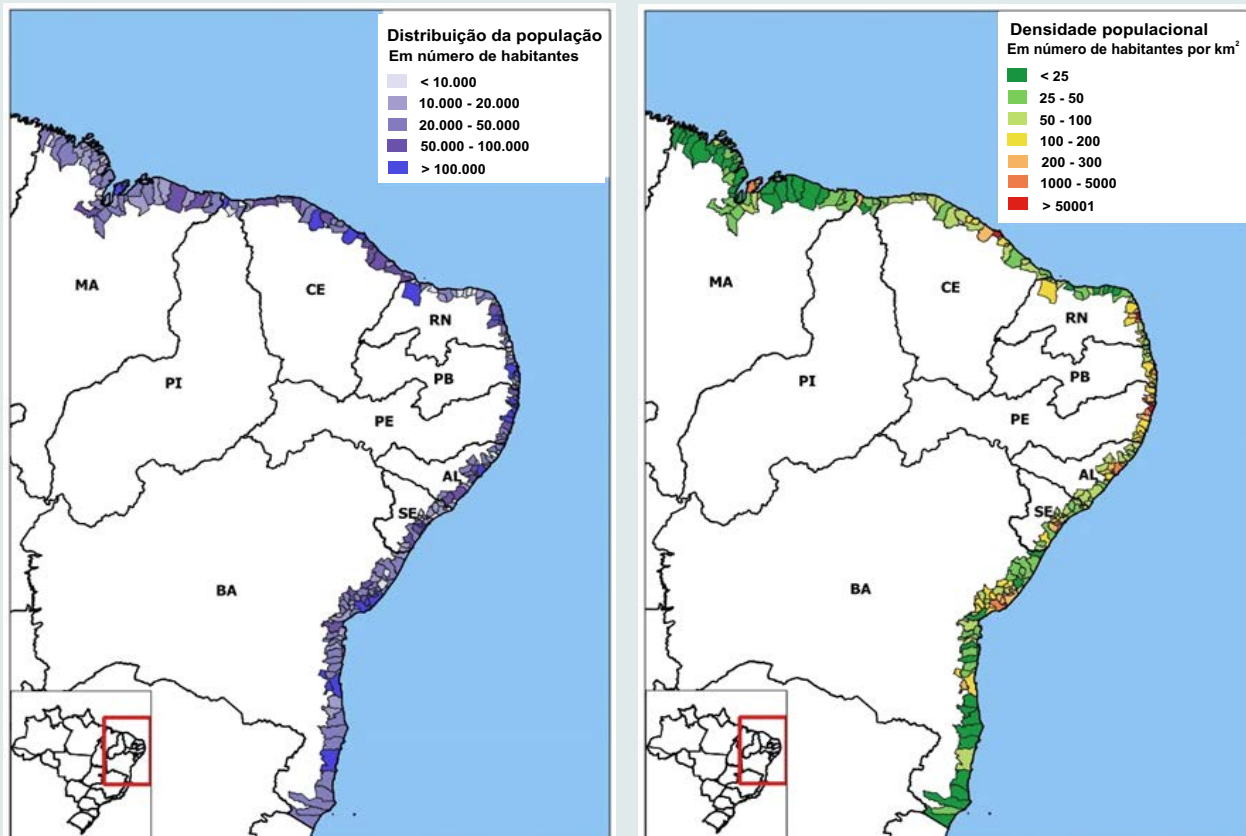 Distribuição da população
Em número de habitantes
< 10.000
10.000 - 20.000
20.000 - 50.000
50.000 - 100.000
> 100.000
MA
CE
RN
PI
PB
PE
AL
SE
BA
Densidade populacional
Em número de habitantes por km²
< 25
25 - 50
50 - 100
100 - 200
200 - 300
1000 - 5000
> 50001
MA
CE
RN
PI
PB
PE
AL
SE
BA